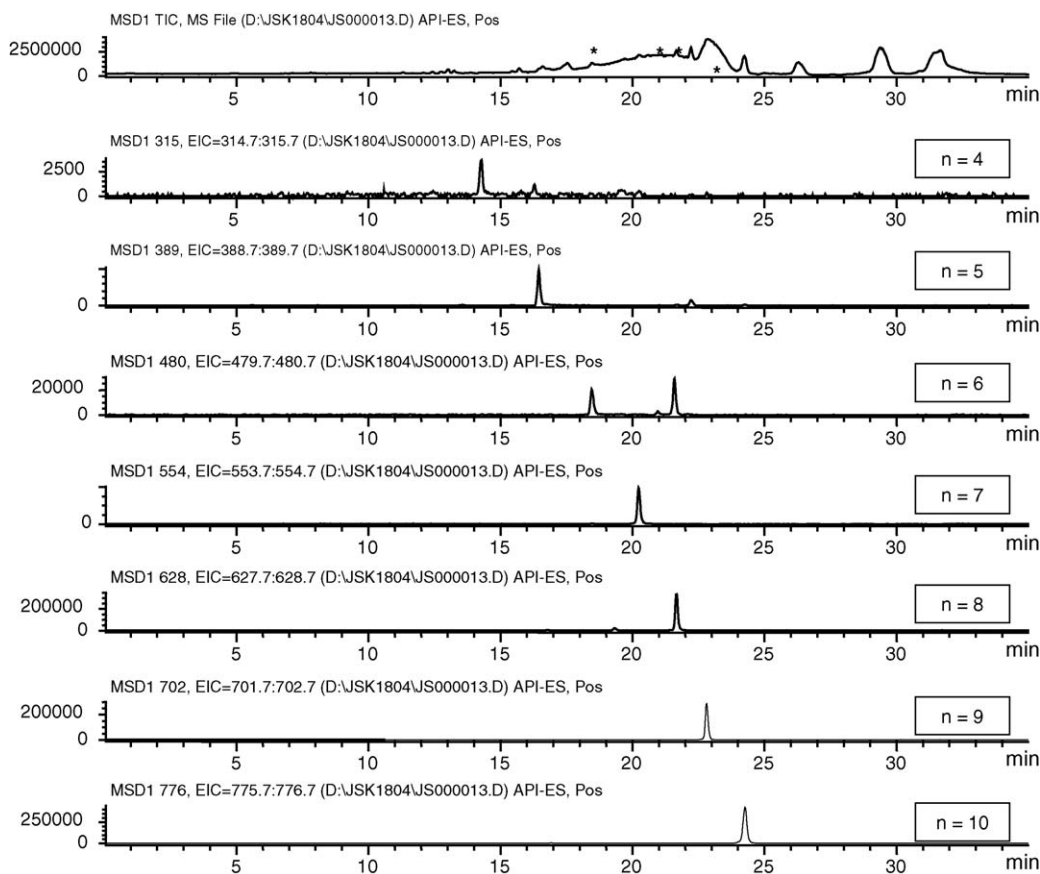 MSD1 TIC, MS File (D:\JSK1804\JS000013.D) API-ES, Pos
2500000
* * * *
0
5 10 15 20 25 30 min
MSD1 315, EIC=314.7:315.7 (D:\JSK1804\JS000013.D) API-ES, Pos
n = 4
2500
0
5 10 15 20 25 30 min
MSD1 389, EIC=388.7:389.7 (D:\JSK1804\JS000013.D) API-ES, Pos
n = 5
0
5 10 15 20 25 30 min
MSD1 480, EIC=479.7:480.7 (D:\JSK1804\JS000013.D) API-ES, Pos
n = 6
20000
0
5 10 15 20 25 30 min
MSD1 554, EIC=553.7:554.7 (D:\JSK1804\JS000013.D) API-ES, Pos
n = 7
0
5 10 15 20 25 30 min
MSD1 628, EIC=627.7:628.7 (D:\JSK1804\JS000013.D) API-ES, Pos
n = 8
200000
0
5 10 15 20 25 30 min
MSD1 702, EIC=701.7:702.7 (D:\JSK1804\JS000013.D) API-ES, Pos
n = 9
200000
0
5 10 15 20 25 30 min
MSD1 776, EIC=775.7:776.7 (D:\JSK1804\JS000013.D) API-ES, Pos
n = 10
250000
0
5 10 15 20 25 30 min